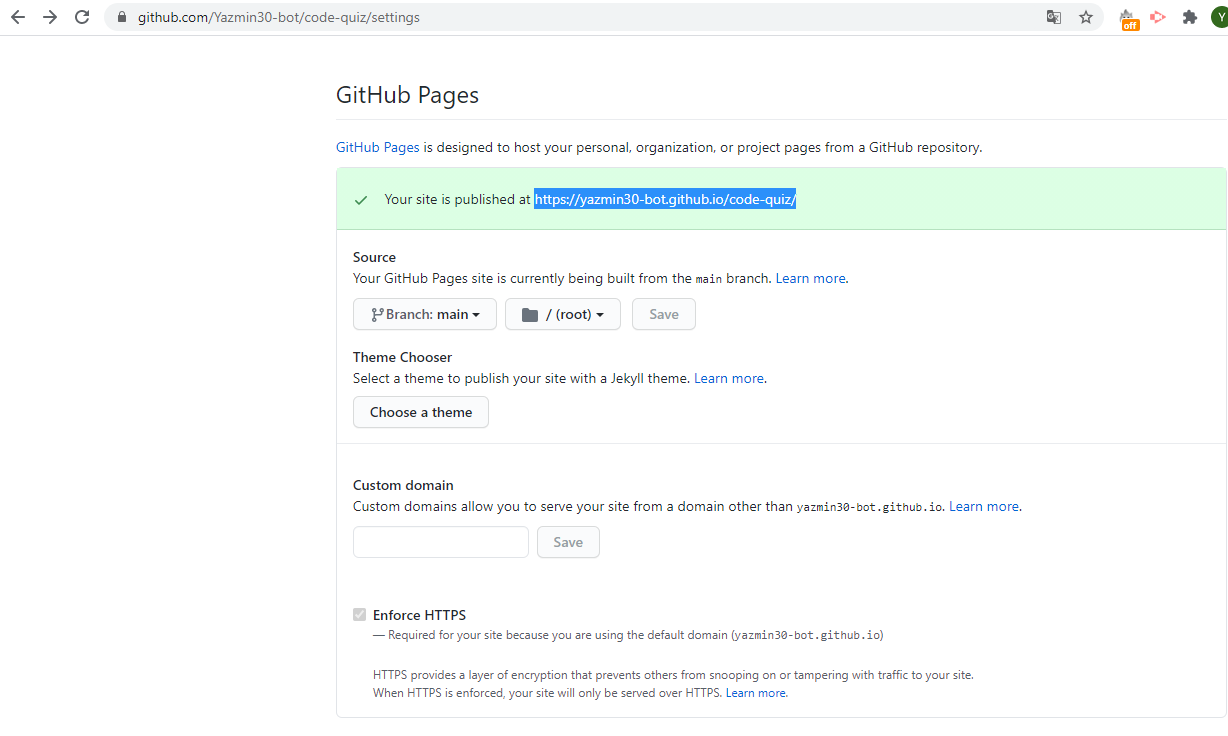 github.com/Yazmin30-bot/code-quiz/settings
off
Y
GitHub Pages
GitHub Pages is designed to host your personal, organization, or project pages from a GitHub repository.
Your site is published at https://yazmin30-bot.github.io/code-quiz/
Source
Your GitHub Pages site is currently being built from the main branch. Learn more.
Branch: main
/ (root)
Save
Theme Chooser
Select a theme to publish your site with a Jekyll theme. Learn more.
Choose a theme
Custom domain
Custom domains allow you to serve your site from a domain other than yazmin30-bot.github.io. Learn more.
Save
Enforce HTTPS
— Required for your site because you are using the default domain (yazmin30-bot.github.io)
HTTPS provides a layer of encryption that prevents others from snooping on or tampering with traffic to your site.
When HTTPS is enforced, your site will only be served over HTTPS. Learn more.